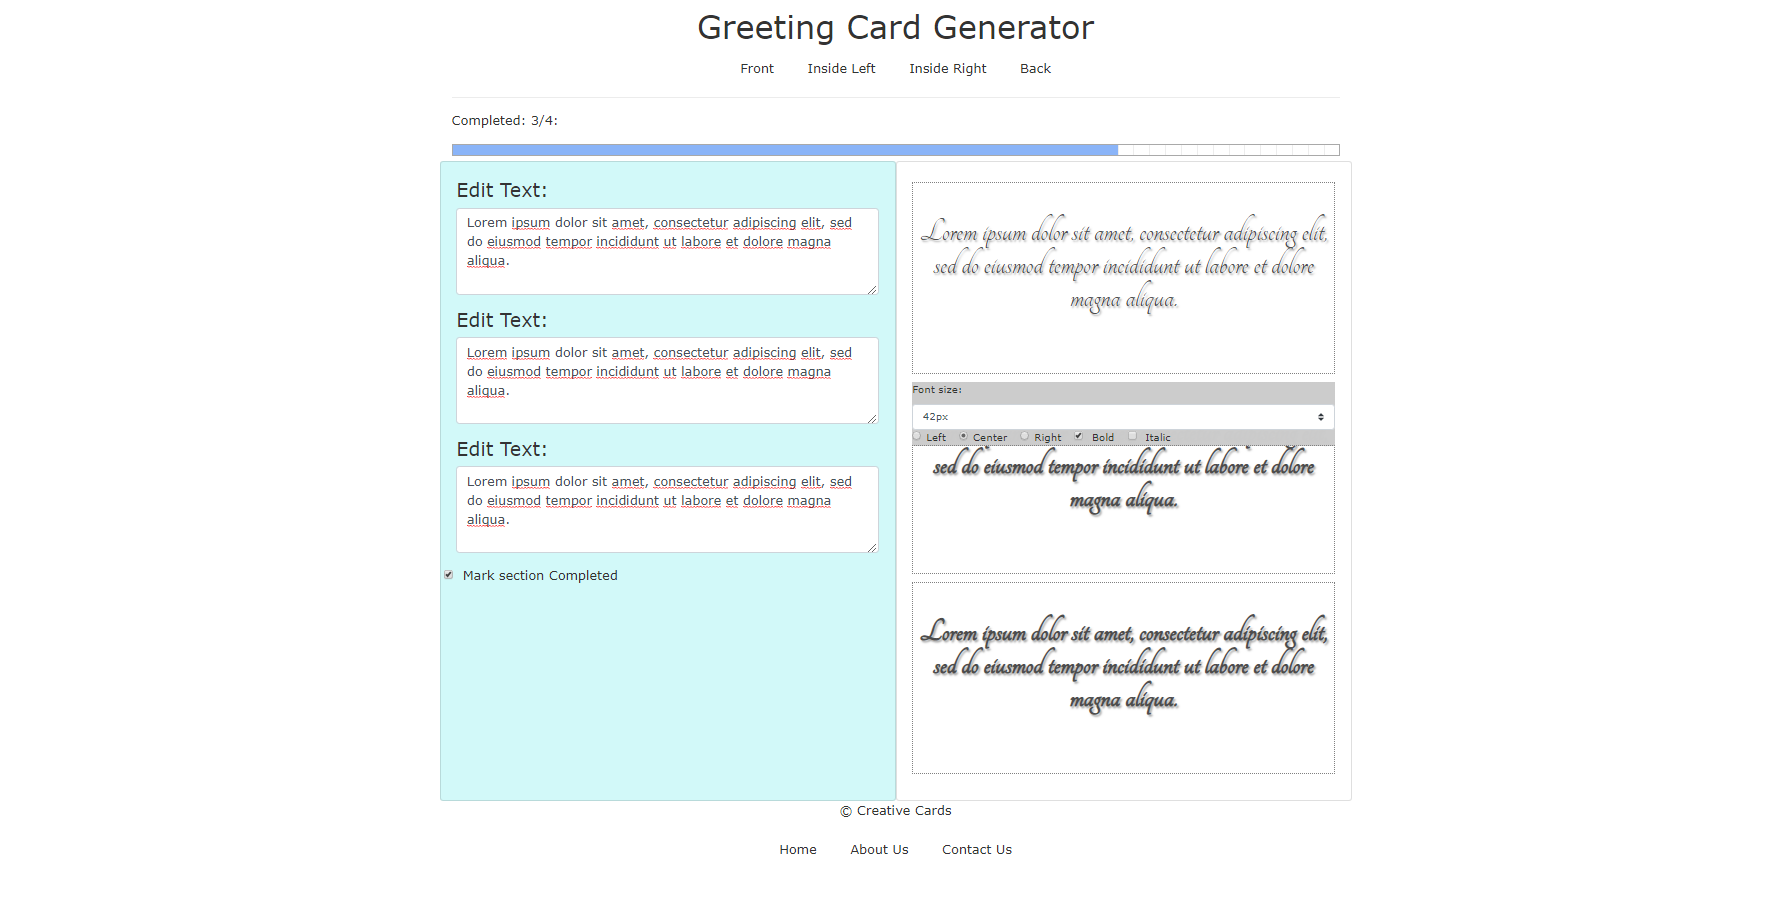 Greeting Card Generator
Front Inside Left Inside Right Back
Completed: 3/4:
Edit Text:
Lorem ipsum dolor sit amet, consectetur adipiscing elit, sed
do eiusmod tempor incididunt ut labore et dolore magna
aliqua.
Edit Text:
Lorem ipsum dolor sit amet, consectetur adipiscing elit, sed
do eiusmod tempor incididunt ut labore et dolore magna
aliqua.
Edit Text:
Lorem ipsum dolor sit amet, consectetur adipiscing elit, sed
do eiusmod tempor incididunt ut labore et dolore magna
aliqua.
Mark section Completed
Lorem ipsum dolor sit amet, consectetur adipiscing elit,
sed do eiusmod tempor incididunt ut labore et dolore
magna aliqua.
Font size:
42px
Left Center Right Bold Italic
sed do eiusmod tempor incididunt ut labore et dolore
magna aliqua.
Lorem ipsum dolor sit amet, consectetur adipiscing elit,
sed do eiusmod tempor incididunt ut labore et dolore
magna aliqua.
© Creative Cards
Home About Us Contact Us